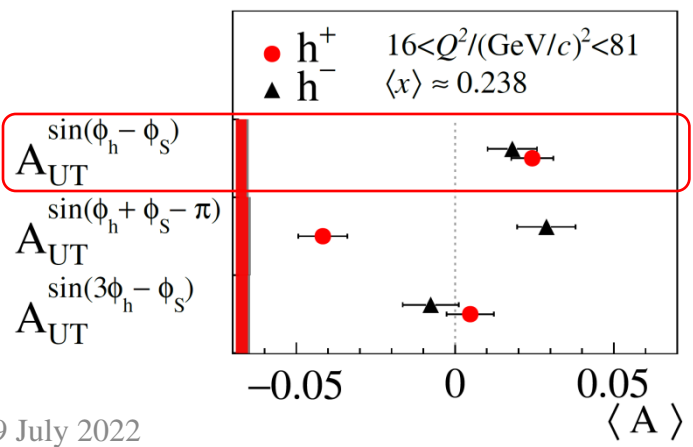 h⁺ 16<Q²/(GeV/c)²<81
h⁻ ⟨x⟩ ≈ 0.238
A_UT^sin(ϕ_h − ϕ_S)
A_UT^sin(ϕ_h + ϕ_S − π)
A_UT^sin(3ϕ_h − ϕ_S)
−0.05 0 0.05
⟨ A ⟩
9 July 2022